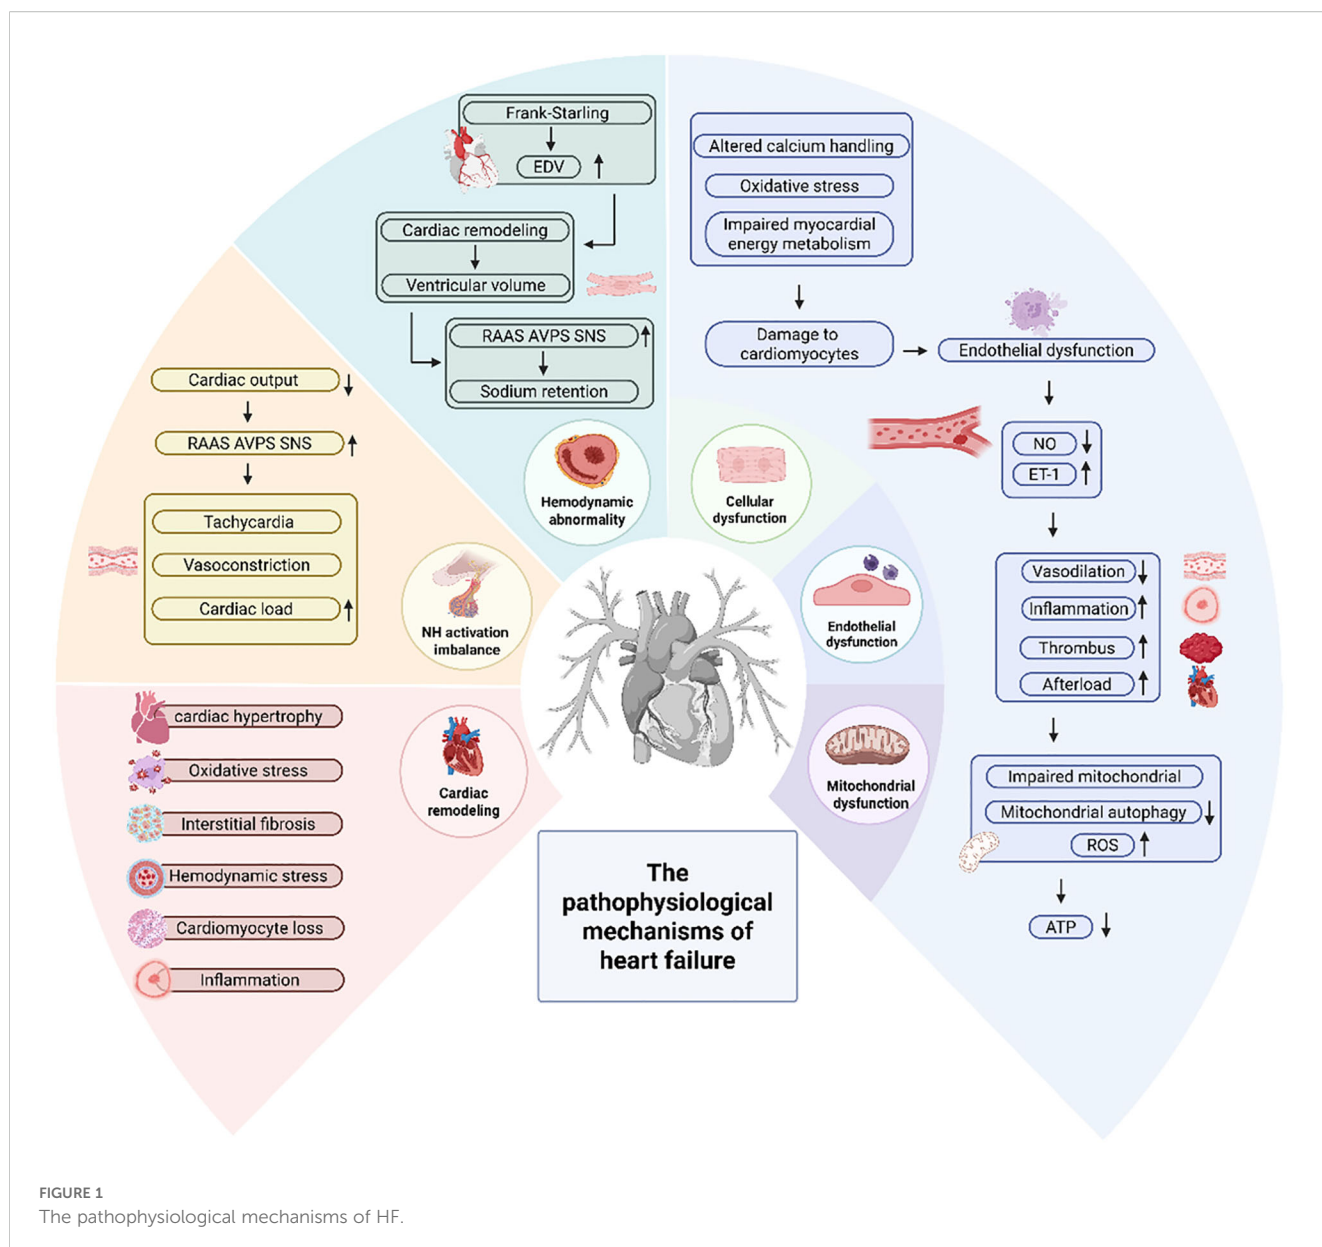 Frank-Starling
EDV
Cardiac remodeling
Ventricular volume
RAAS AVPS SNS
Sodium retention
Hemodynamic
abnormality
Altered calcium handling
Oxidative stress
Impaired myocardial
energy metabolism
Damage to
cardiomyocytes
Endothelial dysfunction
NO
ET-1
Vasodilation
Inflammation
Thrombus
Afterload
Impaired mitochondrial
Mitochondrial autophagy
ROS
ATP
Cellular
dysfunction
Endothelial
dysfunction
Mitochondrial
dysfunction
Cardiac output
RAAS AVPS SNS
Tachycardia
Vasoconstriction
Cardiac load
NH activation
imbalance
cardiac hypertrophy
Oxidative stress
Interstitial fibrosis
Hemodynamic stress
Cardiomyocyte loss
Inflammation
Cardiac
remodeling
The
pathophysiological
mechanisms of
heart failure
FIGURE 1
The pathophysiological mechanisms of HF.